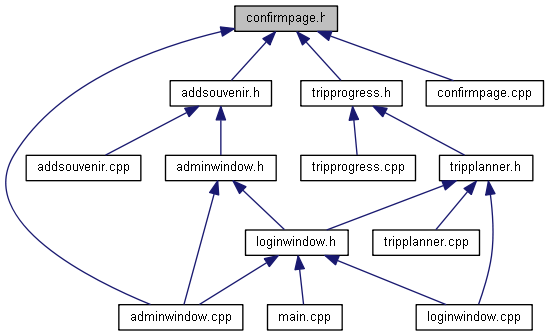 confirmpage.h
addsouvenir.h
tripprogress.h
confirmpage.cpp
addsouvenir.cpp
adminwindow.h
tripprogress.cpp
tripplanner.h
loginwindow.h
tripplanner.cpp
adminwindow.cpp
main.cpp
loginwindow.cpp